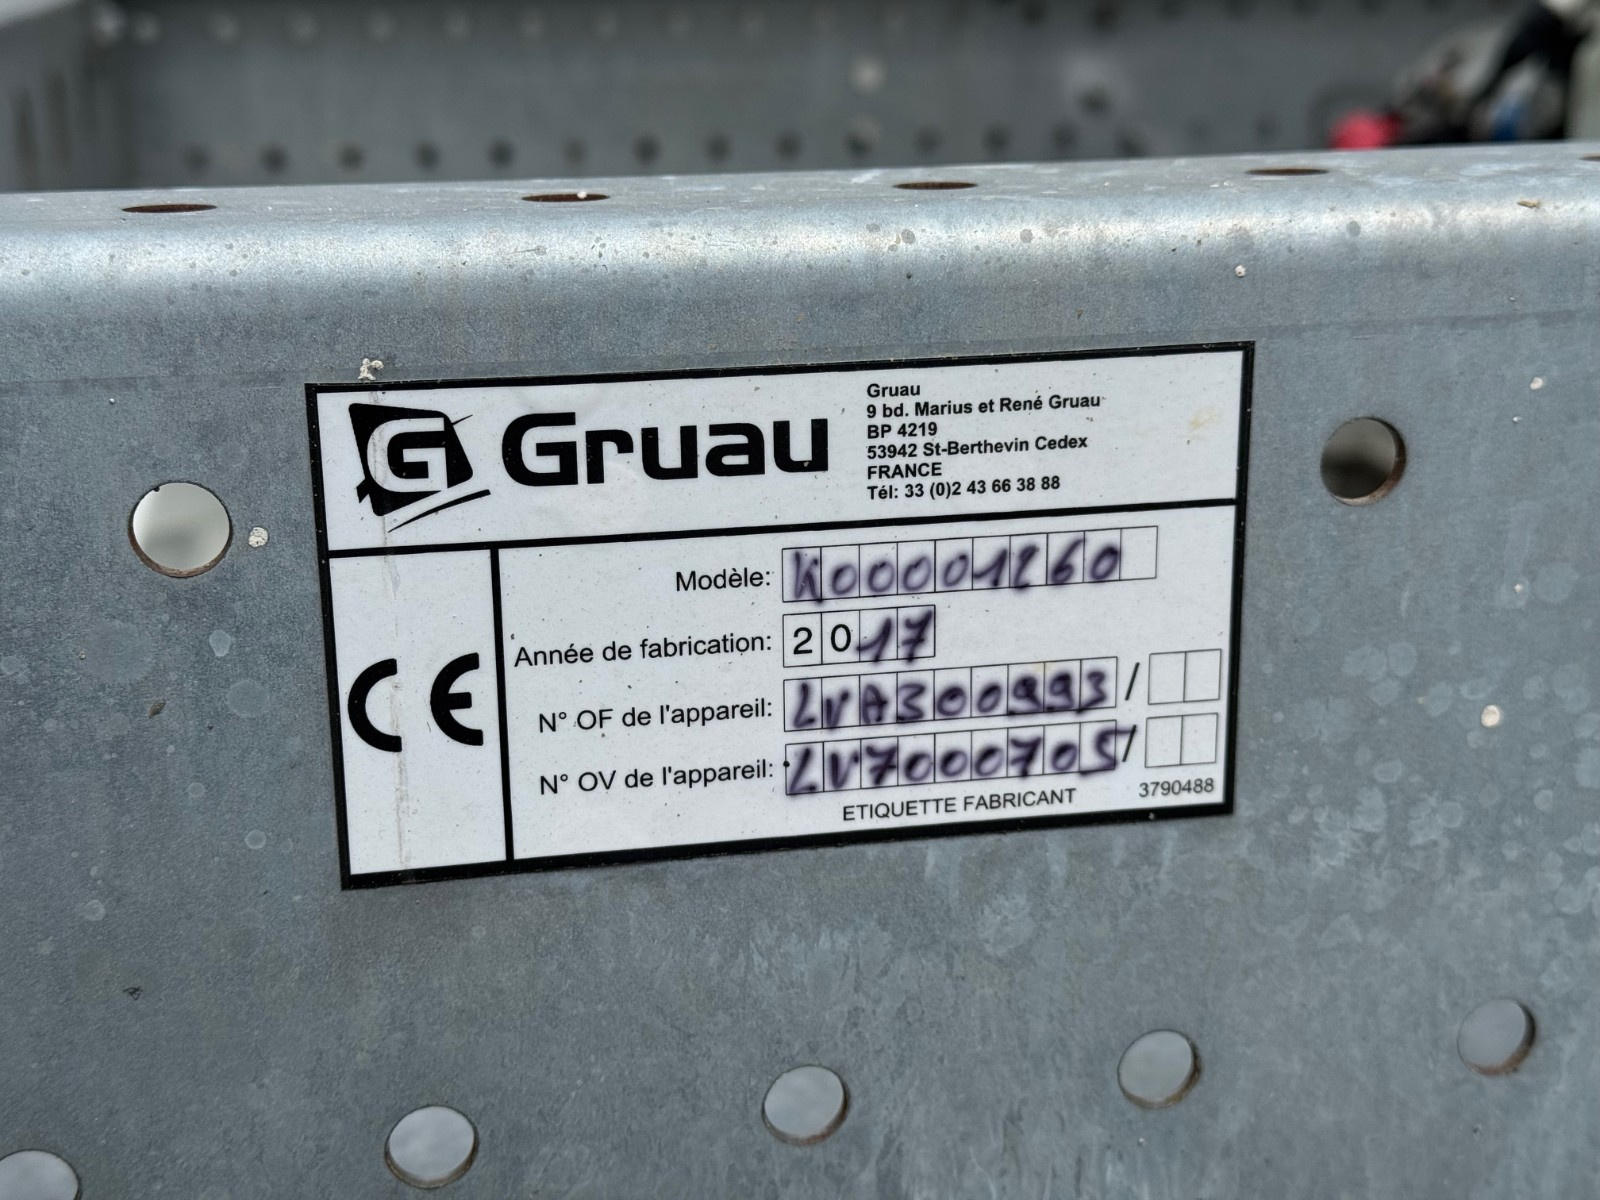 Gruau
Gruau
9 bd. Marius et René Gruau
BP 4219
53942 St-Berthevin Cedex
FRANCE
Tél: 33 (0)2 43 66 38 88
CE
Modèle: K00001260
Année de fabrication: 2017
N° OF de l'appareil: LVA300993 /
N° OV de l'appareil: LV7000705 /
ETIQUETTE FABRICANT
3790488